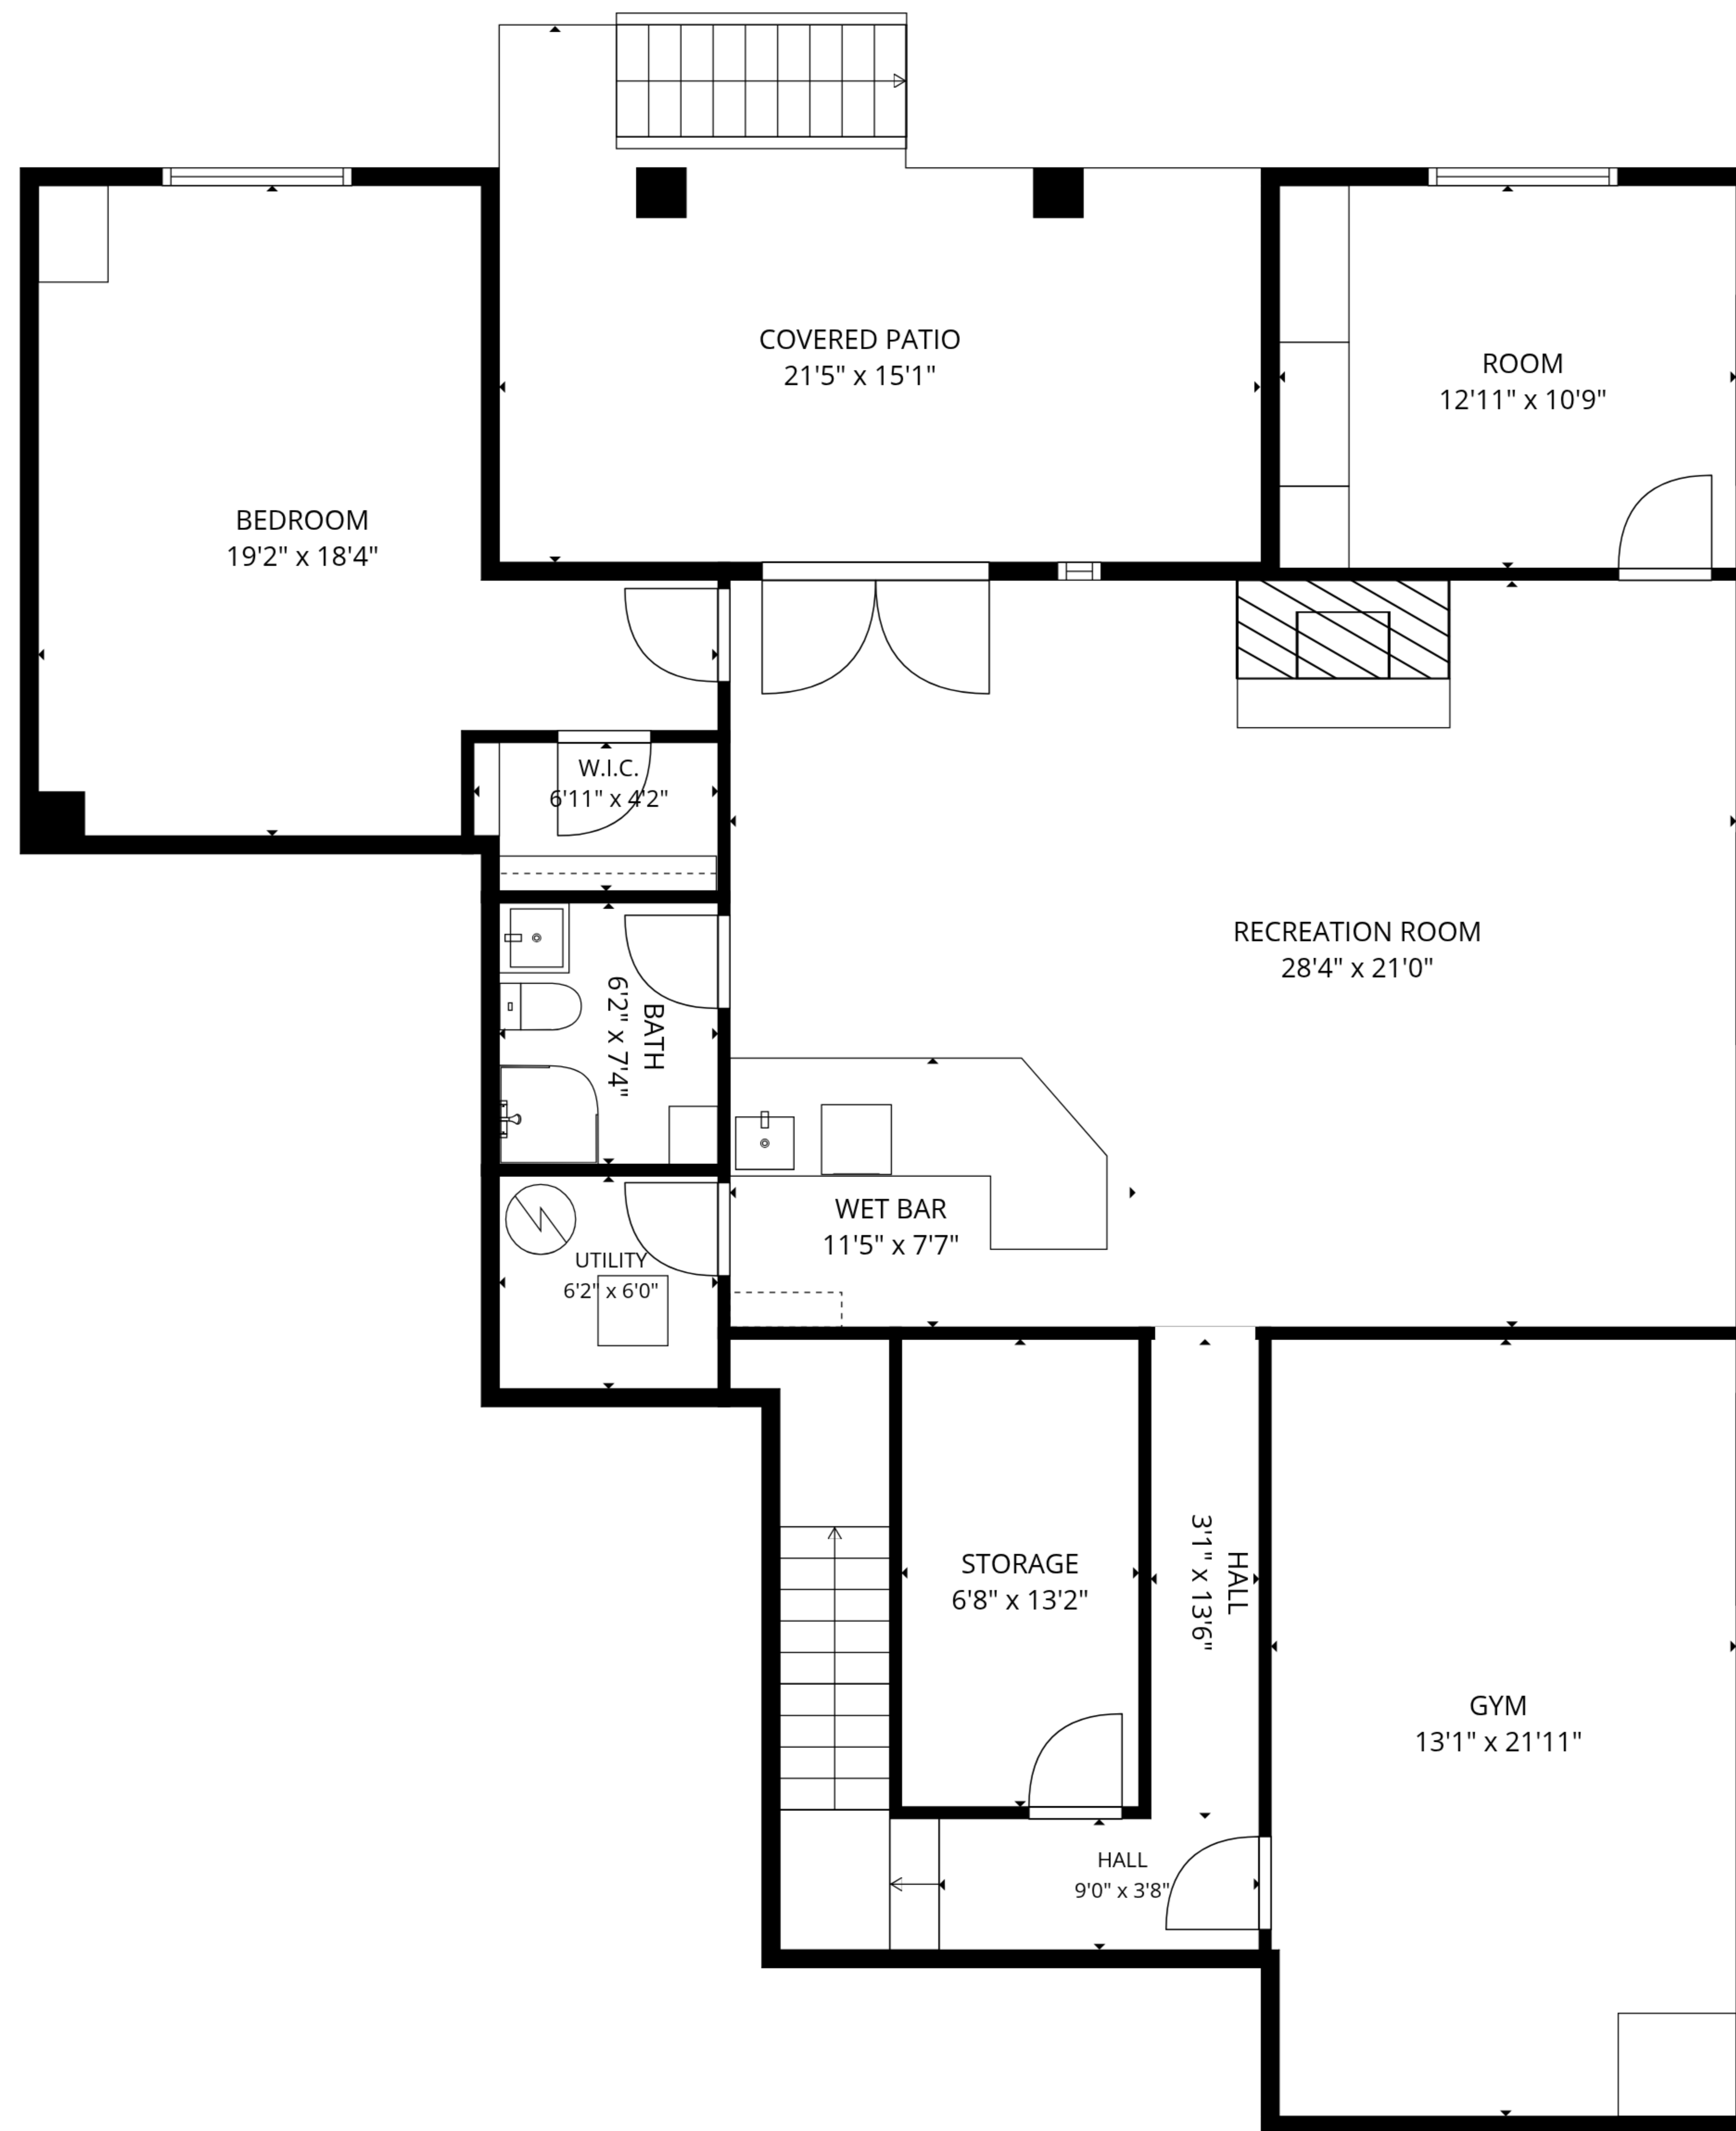 COVERED PATIO
21'5" x 15'1"
ROOM
12'11" x 10'9"
BEDROOM
19'2" x 18'4"
W.I.C.
6'11" x 4'2"
RECREATION ROOM
28'4" x 21'0"
BATH
6'2" x 7'4"
WET BAR
11'5" x 7'7"
UTILITY
6'2" x 6'0"
STORAGE
6'8" x 13'2"
HALL
3'1" x 13'6"
GYM
13'1" x 21'11"
HALL
9'0" x 3'8"